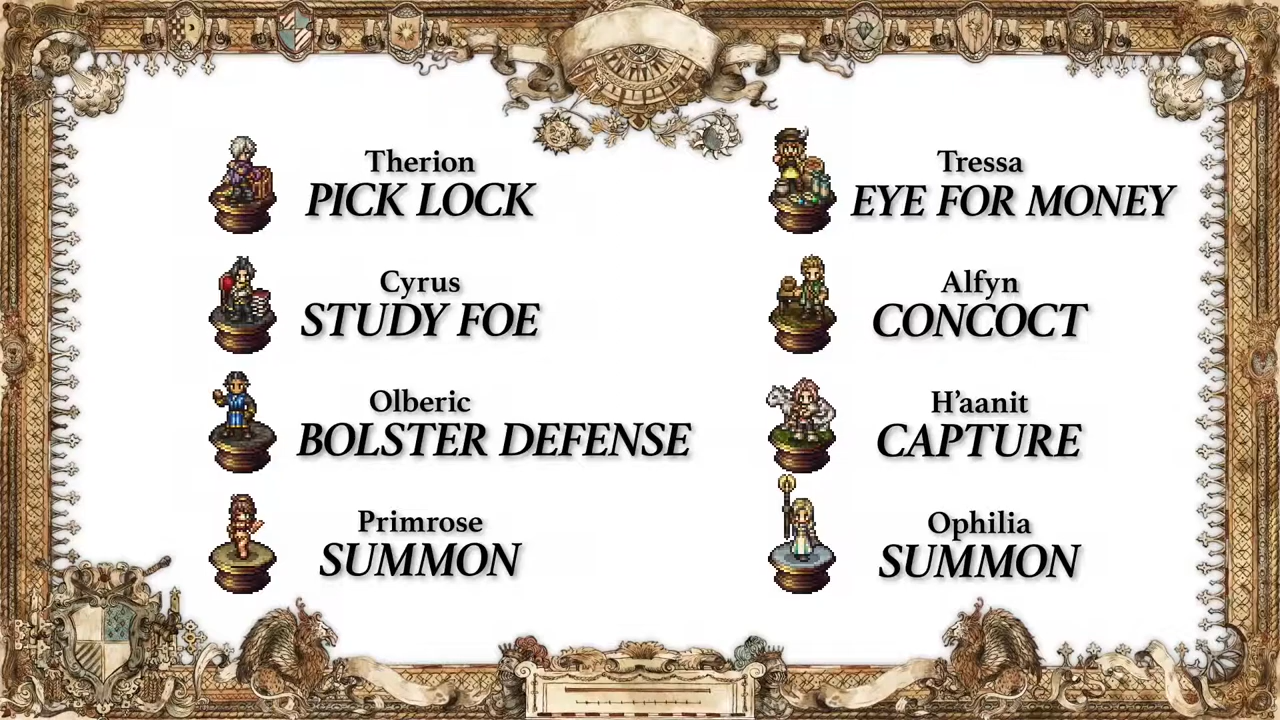 Therion
PICK LOCK
Tressa
EYE FOR MONEY
Cyrus
STUDY FOE
Alfyn
CONCOCT
Olberic
BOLSTER DEFENSE
H’aanit
CAPTURE
Primrose
SUMMON
Ophilia
SUMMON